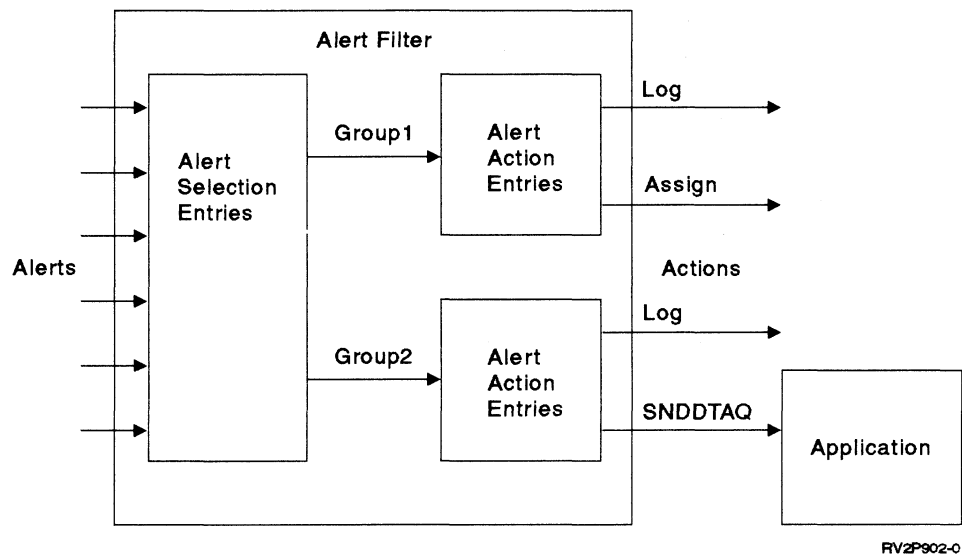 Alert Filter
Alerts
Alert
Selection
Entries
Group1
Alert
Action
Entries
Log
Assign
Actions
Group2
Alert
Action
Entries
Log
SNDDTAQ
Application
RV2P902-0